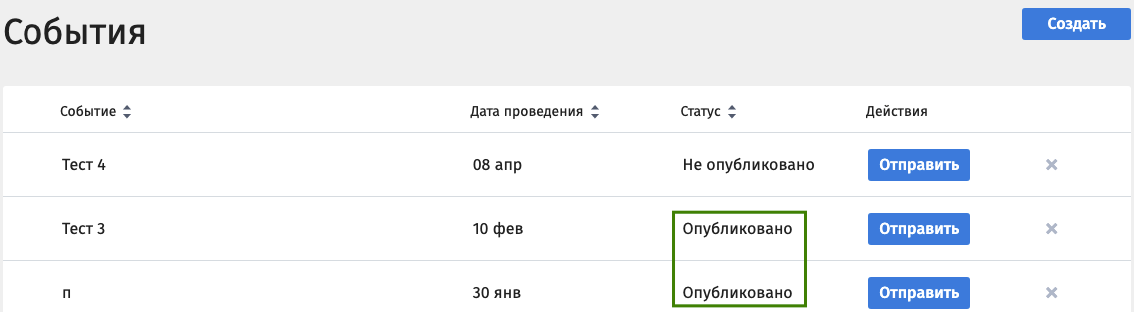 События
Создать
Событие Дата проведения Статус Действия
Тест 4 08 апр Не опубликовано Отправить
Тест 3 10 фев Опубликовано Отправить
п 30 янв Опубликовано Отправить